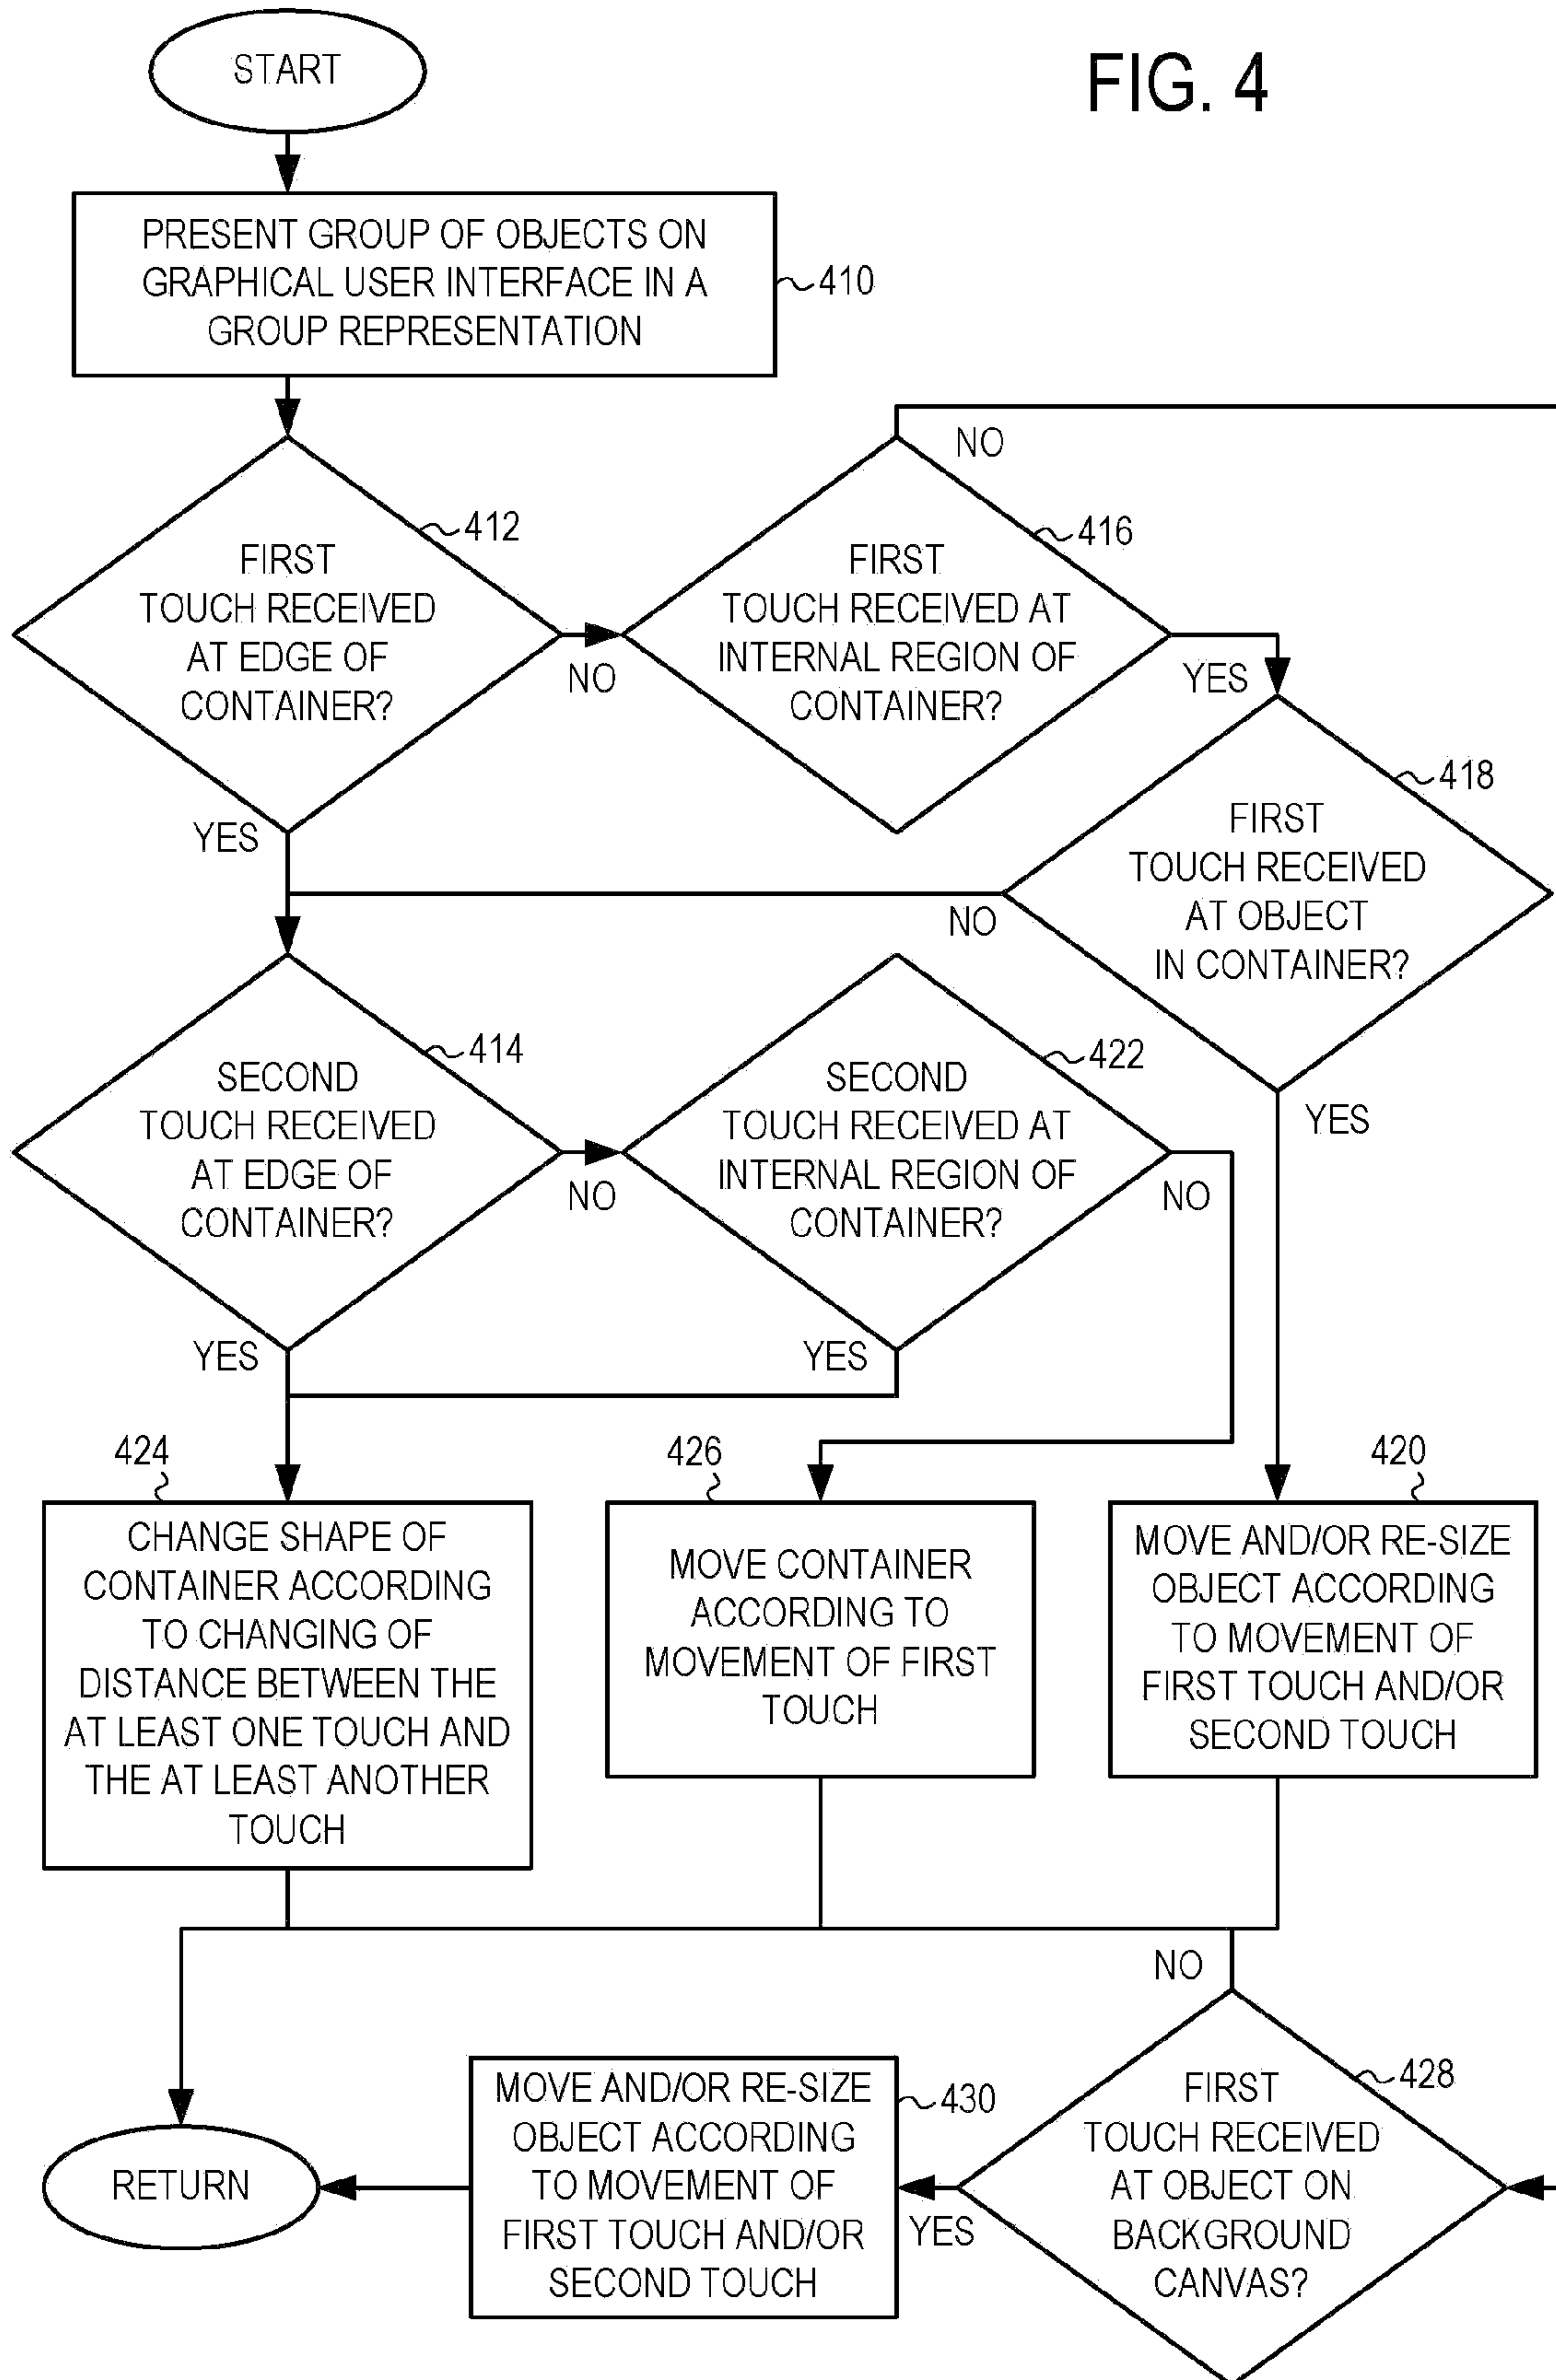 START
FIG. 4
PRESENT GROUP OF OBJECTS ON
GRAPHICAL USER INTERFACE IN A
GROUP REPRESENTATION
410
NO
412
FIRST
TOUCH RECEIVED
AT EDGE OF
CONTAINER?
NO
YES
416
FIRST
TOUCH RECEIVED AT
INTERNAL REGION OF
CONTAINER?
YES
418
FIRST
TOUCH RECEIVED
AT OBJECT
IN CONTAINER?
NO
YES
414
SECOND
TOUCH RECEIVED
AT EDGE OF
CONTAINER?
NO
YES
422
SECOND
TOUCH RECEIVED AT
INTERNAL REGION OF
CONTAINER?
NO
YES
424
CHANGE SHAPE OF
CONTAINER ACCORDING
TO CHANGING OF
DISTANCE BETWEEN THE
AT LEAST ONE TOUCH AND
THE AT LEAST ANOTHER
TOUCH
426
MOVE CONTAINER
ACCORDING TO
MOVEMENT OF FIRST
TOUCH
420
MOVE AND/OR RE-SIZE
OBJECT ACCORDING
TO MOVEMENT OF
FIRST TOUCH AND/OR
SECOND TOUCH
NO
428
FIRST
TOUCH RECEIVED
AT OBJECT ON
BACKGROUND
CANVAS?
YES
430
MOVE AND/OR RE-SIZE
OBJECT ACCORDING
TO MOVEMENT OF
FIRST TOUCH AND/OR
SECOND TOUCH
RETURN